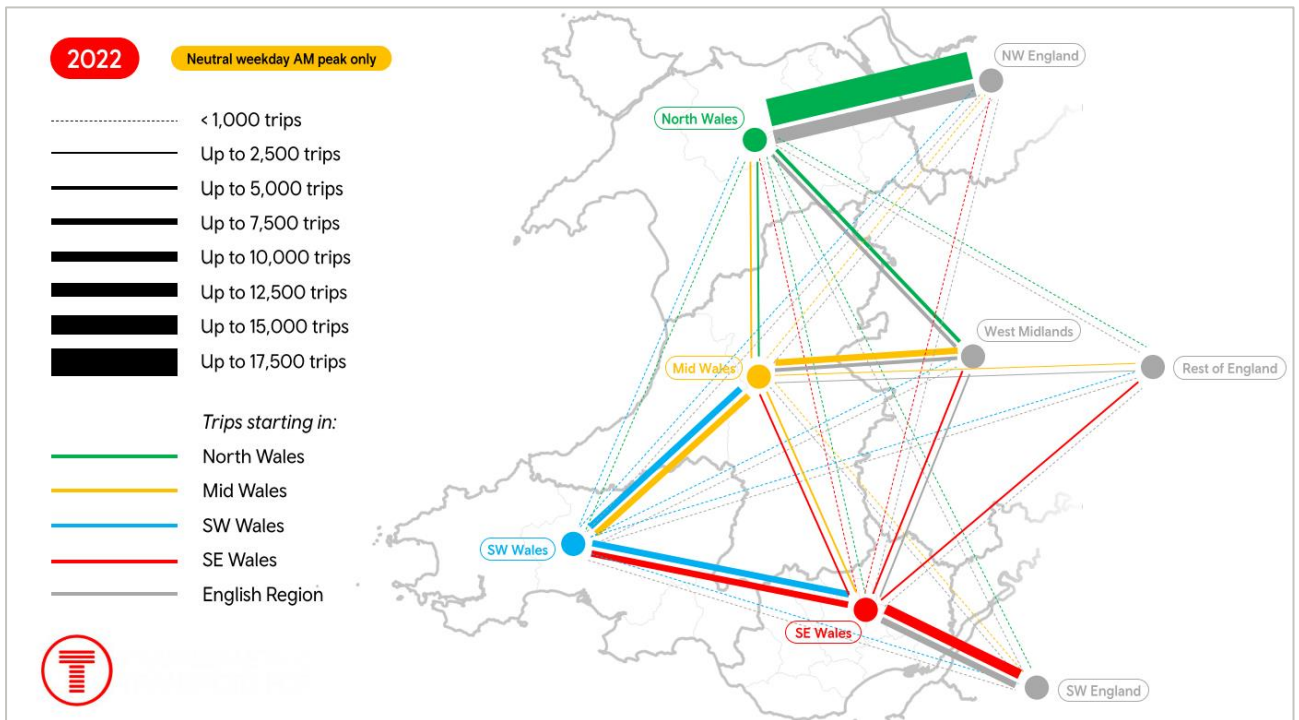 2022
Neutral weekday AM peak only
< 1,000 trips
Up to 2,500 trips
Up to 5,000 trips
Up to 7,500 trips
Up to 10,000 trips
Up to 12,500 trips
Up to 15,000 trips
Up to 17,500 trips
Trips starting in:
North Wales
Mid Wales
SW Wales
SE Wales
English Region
NW England
North Wales
West Midlands
Mid Wales
Rest of England
SW Wales
SE Wales
SW England